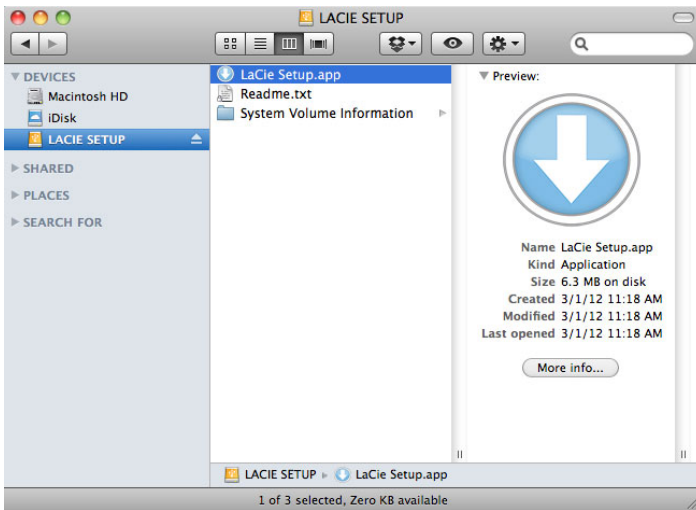 LACIE SETUP
DEVICES
Macintosh HD
iDisk
LACIE SETUP
SHARED
PLACES
SEARCH FOR
LaCie Setup.app
Readme.txt
System Volume Information
Preview:
Name LaCie Setup.app
Kind Application
Size 6.3 MB on disk
Created 3/1/12 11:18 AM
Modified 3/1/12 11:18 AM
Last opened 3/1/12 11:18 AM
More info...
LACIE SETUP LaCie Setup.app
1 of 3 selected, Zero KB available